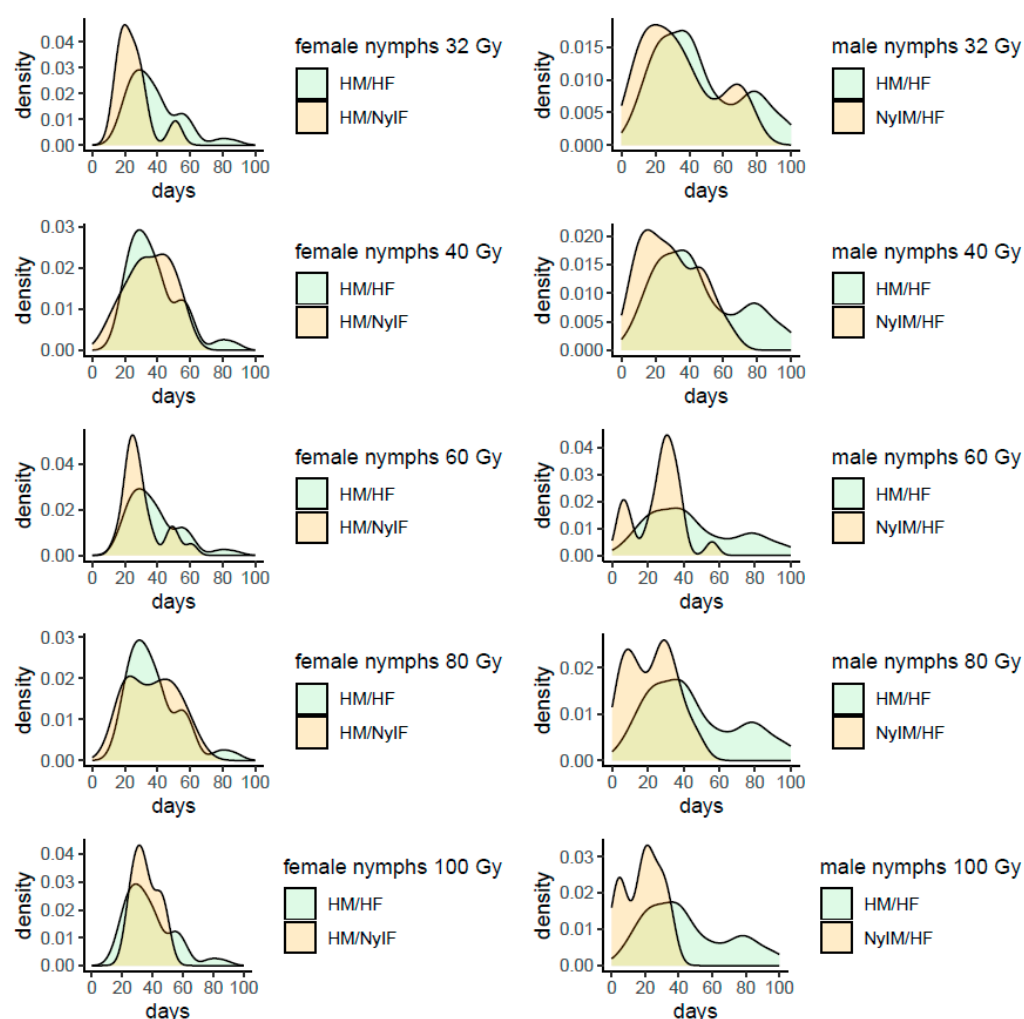 female nymphs 32 Gy
HM/HF
HM/NyIF
density
0.04
0.03
0.02
0.01
0.00
0 20 40 60 80 100
days
male nymphs 32 Gy
HM/HF
NyIM/HF
density
0.015
0.010
0.005
0.000
0 20 40 60 80 100
days
female nymphs 40 Gy
HM/HF
HM/NyIF
density
0.03
0.02
0.01
0.00
0 20 40 60 80 100
days
male nymphs 40 Gy
HM/HF
NyIM/HF
density
0.020
0.015
0.010
0.005
0.000
0 20 40 60 80 100
days
female nymphs 60 Gy
HM/HF
HM/NyIF
density
0.04
0.02
0.00
0 20 40 60 80 100
days
male nymphs 60 Gy
HM/HF
NyIM/HF
density
0.04
0.03
0.02
0.01
0.00
0 20 40 60 80 100
days
female nymphs 80 Gy
HM/HF
HM/NyIF
density
0.03
0.02
0.01
0.00
0 20 40 60 80 100
days
male nymphs 80 Gy
HM/HF
NyIM/HF
density
0.02
0.01
0.00
0 20 40 60 80 100
days
female nymphs 100 Gy
HM/HF
HM/NyIF
density
0.04
0.03
0.02
0.01
0.00
0 20 40 60 80 100
days
male nymphs 100 Gy
HM/HF
NyIM/HF
density
0.03
0.02
0.01
0.00
0 20 40 60 80 100
days